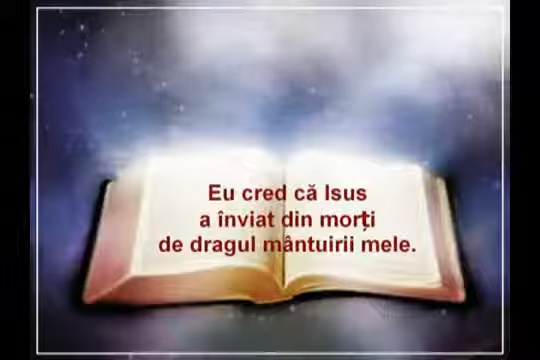 Eu cred că Isus
a înviat din morți
de dragul mântuirii mele.